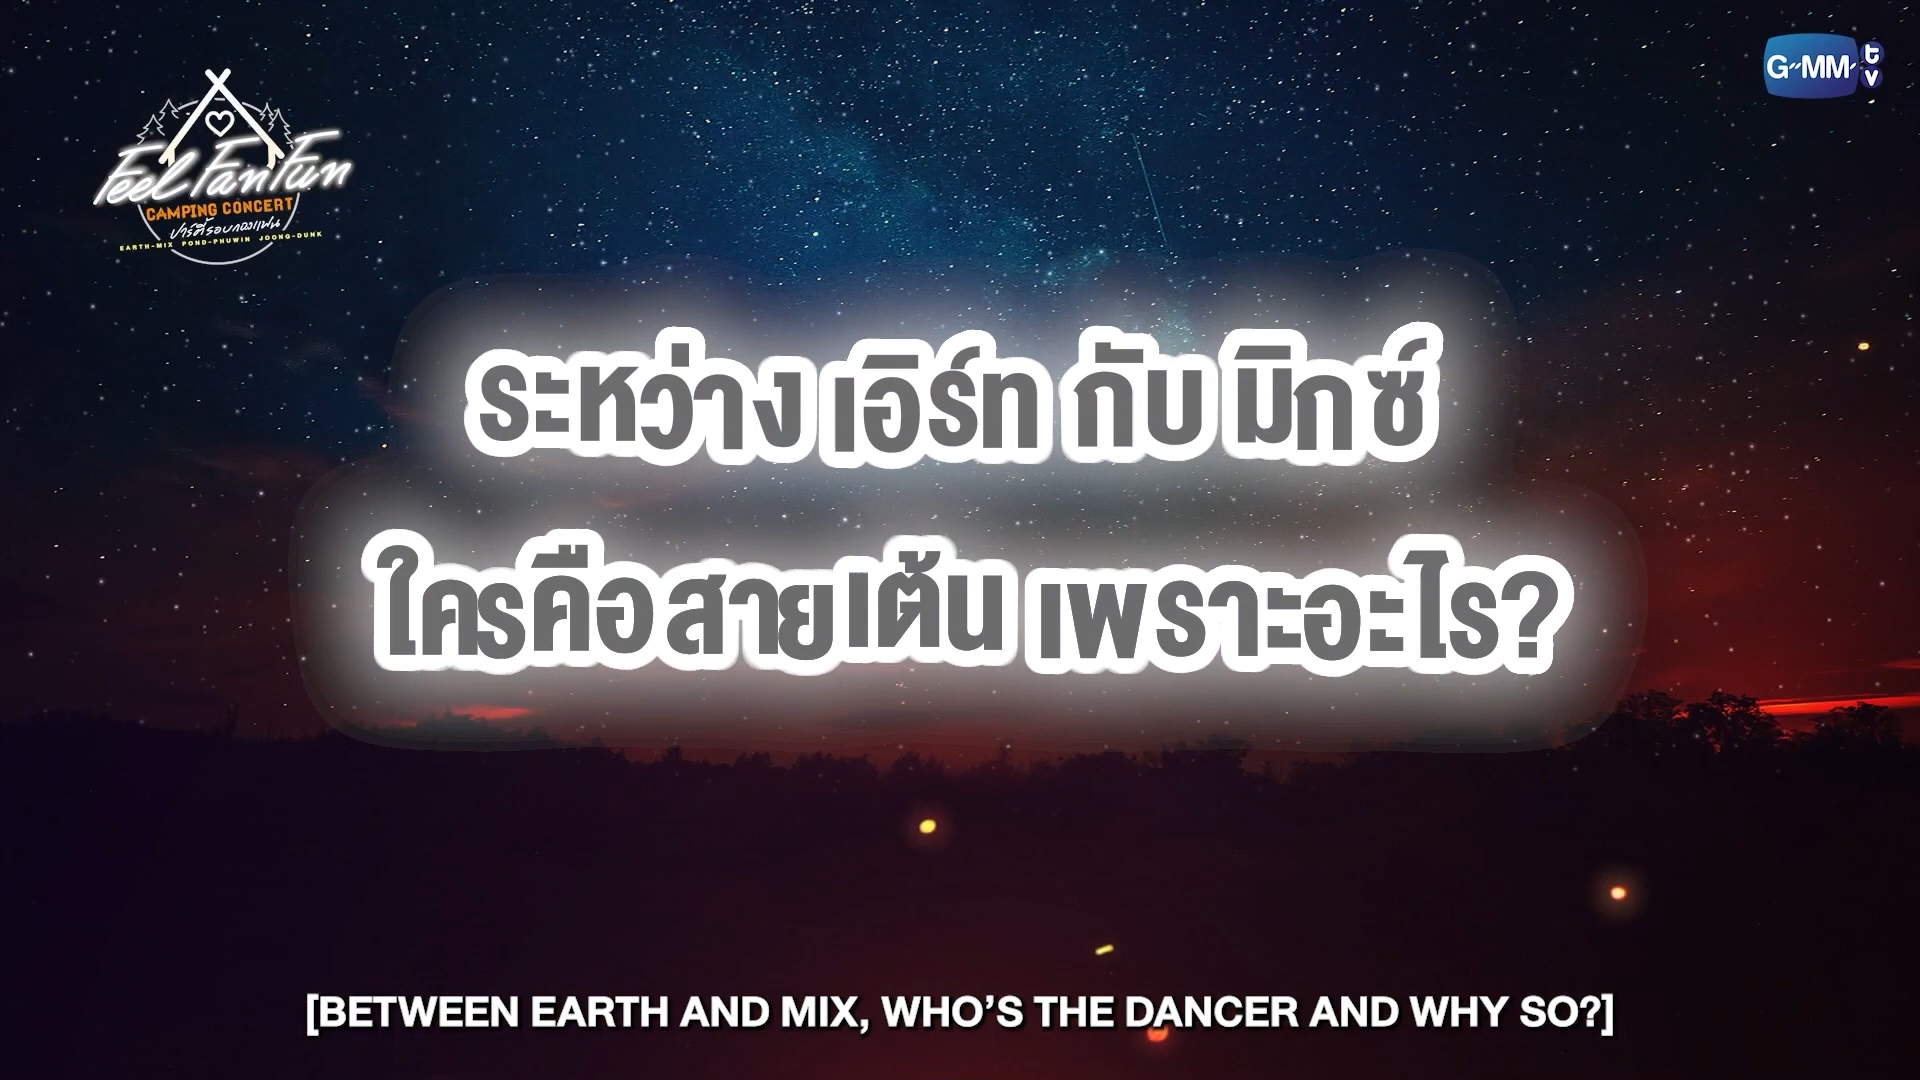 Feel Fan Fun
CAMPING CONCERT
ปาร์ตี้รอบกองแฟน
EARTH-MIX POND-PHUWIN JOONG-DUNK
GMM tv
ระหว่าง เอิร์ท กับ มิกซ์
ใครคือสายเต้น เพราะอะไร?
[BETWEEN EARTH AND MIX, WHO'S THE DANCER AND WHY SO?]